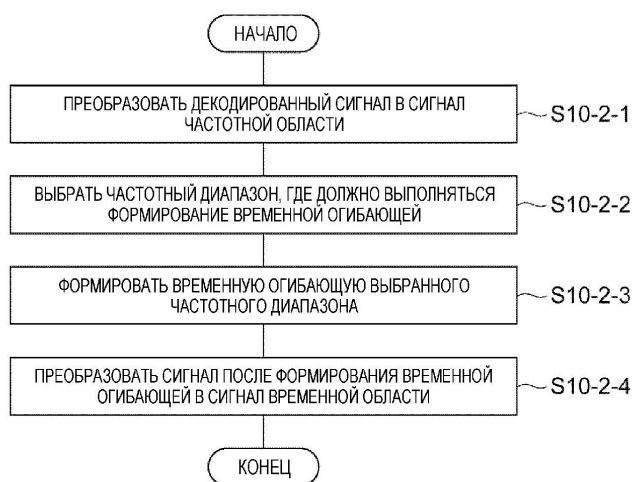 НАЧАЛО
ПРЕОБРАЗОВАТЬ ДЕКОДИРОВАННЫЙ СИГНАЛ В СИГНАЛ
ЧАСТОТНОЙ ОБЛАСТИ
S10-2-1
ВЫБРАТЬ ЧАСТОТНЫЙ ДИАПАЗОН, ГДЕ ДОЛЖНО ВЫПОЛНЯТЬСЯ
ФОРМИРОВАНИЕ ВРЕМЕННОЙ ОГИБАЮЩЕЙ
S10-2-2
ФОРМИРОВАТЬ ВРЕМЕННУЮ ОГИБАЮЩУЮ ВЫБРАННОГО
ЧАСТОТНОГО ДИАПАЗОНА
S10-2-3
ПРЕОБРАЗОВАТЬ СИГНАЛ ПОСЛЕ ФОРМИРОВАНИЯ ВРЕМЕННОЙ
ОГИБАЮЩЕЙ В СИГНАЛ ВРЕМЕННОЙ ОБЛАСТИ
S10-2-4
КОНЕЦ